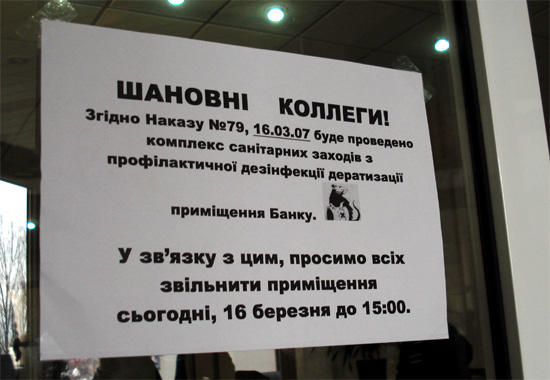 ШАНОВНІ КОЛЛЕГИ!
Згідно Наказу №79, 16.03.07 буде проведено
комплекс санітарних заходів з
профілактичної дезінфекції дератизації
приміщення Банку.
У зв’язку з цим, просимо всіх
звільнити приміщення
сьогодні, 16 березня до 15:00.